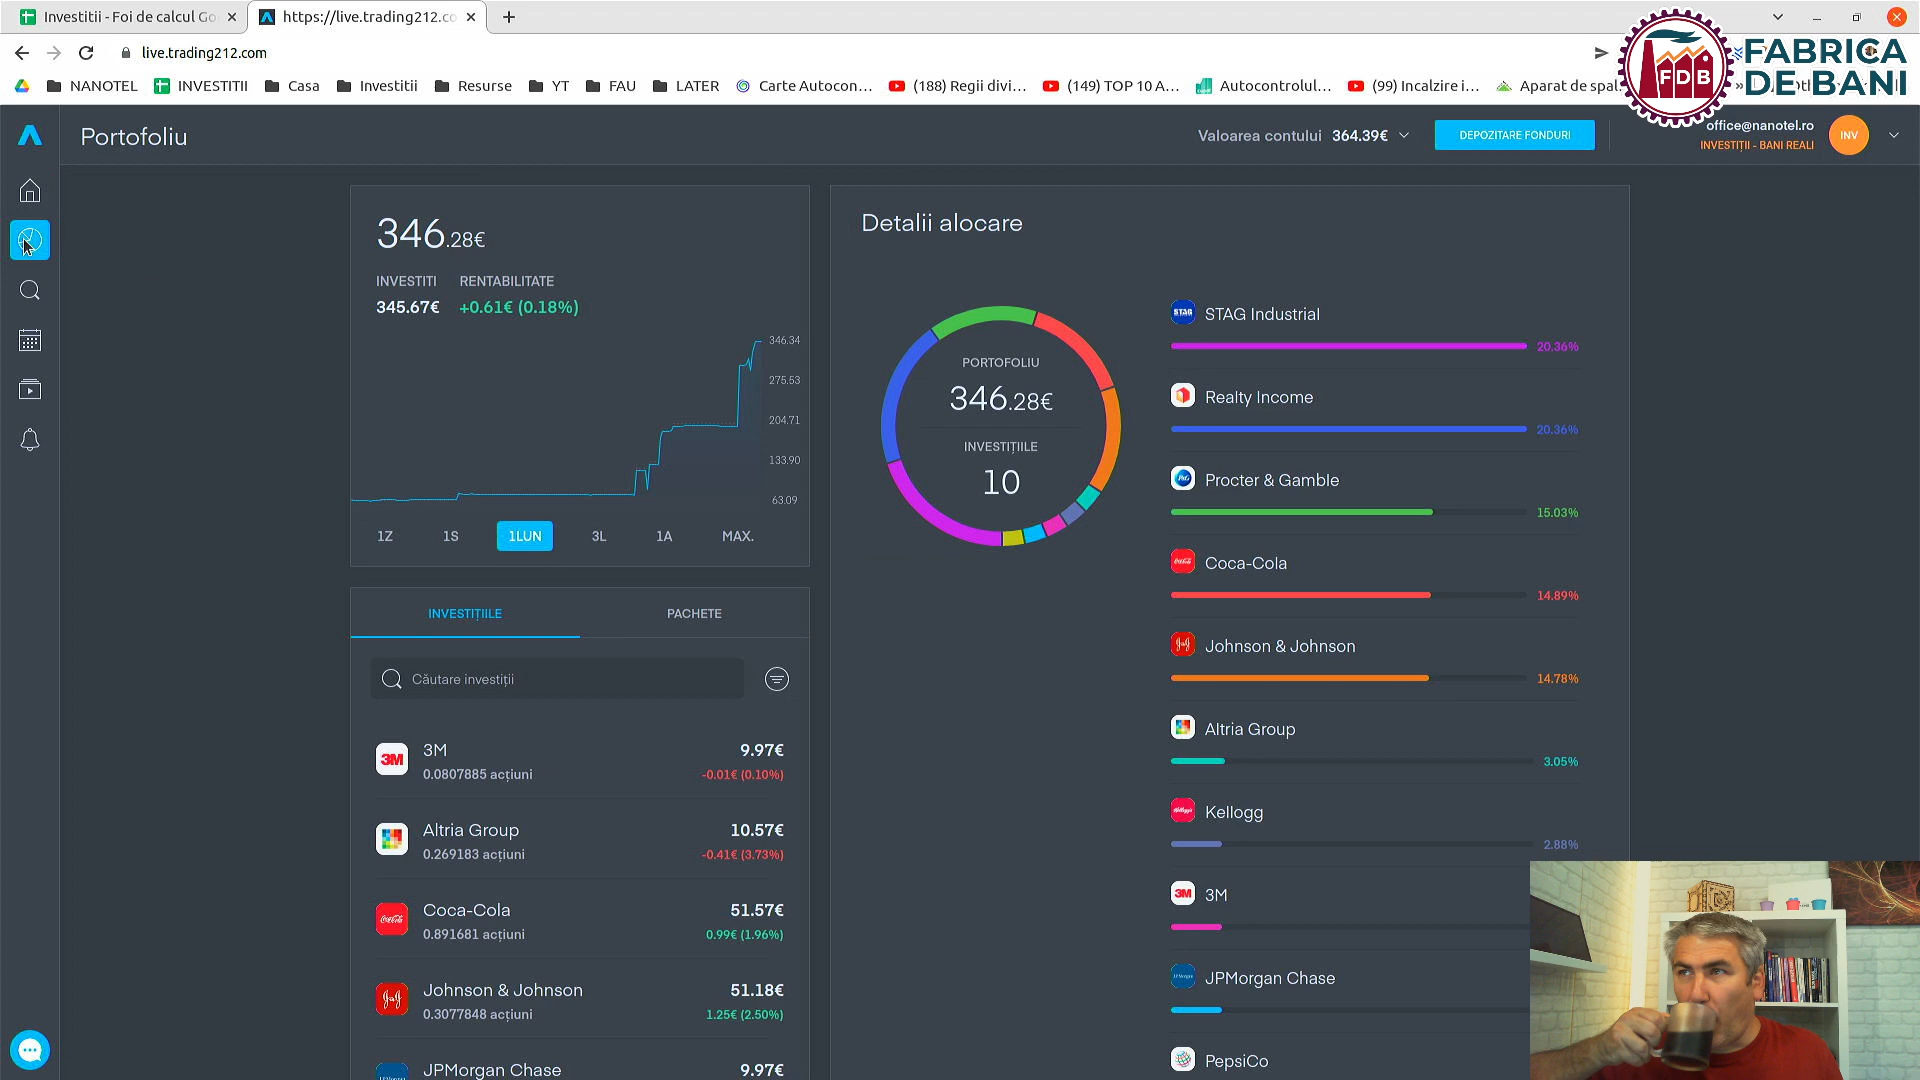 Investitii - Foi de calcul Go
https://live.trading212.co
live.trading212.com
NANOTEL
INVESTITII
Casa
Investitii
Resurse
YT
FAU
LATER
Carte Autocon...
(188) Regii divi...
(149) TOP 10 A...
Autocontrolul...
(99) Incalzire i...
Aparat de spal
FDB
FABRICA
DE BANI
Portofoliu
Valoarea contului 364.39€
DEPOZITARE FONDURI
office@nanotel.ro
INVESTIȚII - BANI REALI
INV
346.28€
INVESTITI
RENTABILITATE
345.67€
+0.61€ (0.18%)
346.34
275.53
204.71
133.90
63.09
1Z
1S
1LUN
3L
1A
MAX.
INVESTIȚIILE
PACHETE
Căutare investiții
3M
9.97€
0.0807885 acțiuni
-0.01€ (0.10%)
Altria Group
10.57€
0.269183 acțiuni
-0.41€ (3.73%)
Coca-Cola
51.57€
0.891681 acțiuni
0.99€ (1.96%)
Johnson & Johnson
51.18€
0.3077848 acțiuni
1.25€ (2.50%)
JPMorgan Chase
9.97€
Detalii alocare
PORTOFOLIU
346.28€
INVESTIȚIILE
10
STAG
STAG Industrial
20.36%
Realty Income
20.36%
P&G
Procter & Gamble
15.03%
Coca-Cola
14.89%
Johnson & Johnson
14.78%
Altria Group
3.05%
Kellogg
2.88%
3M
3M
JPMorgan Chase
PepsiCo